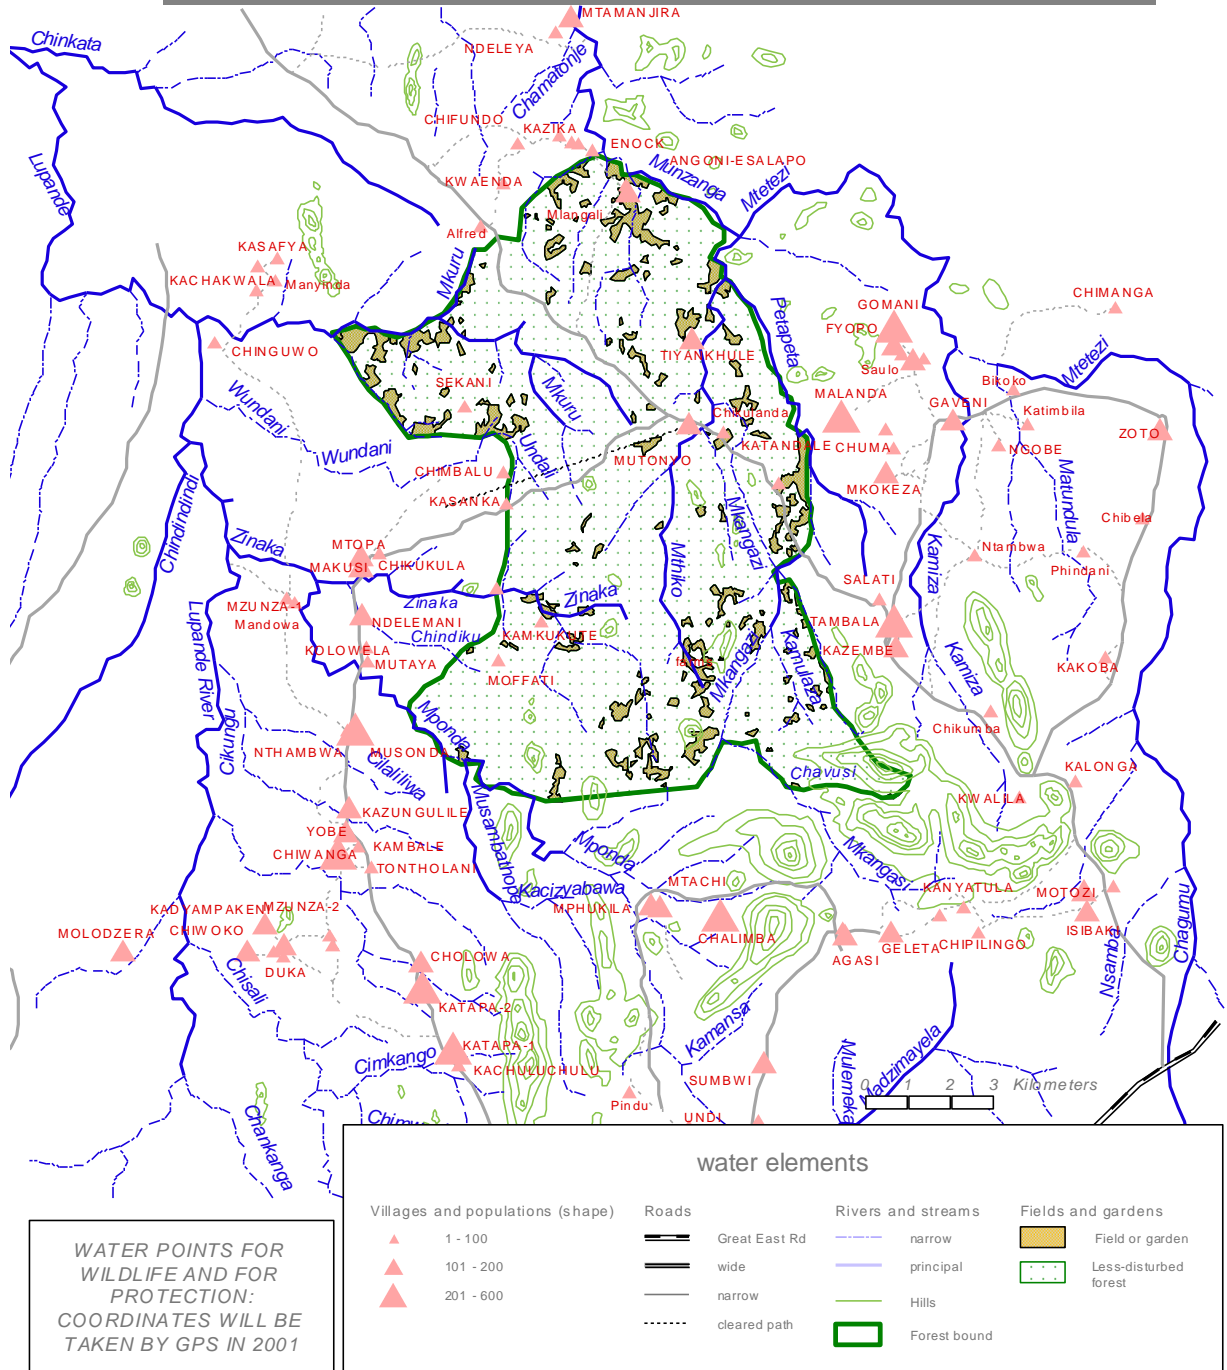 MTAMANJIRA
Chinkata
NDELEYA
Chamatonje
CHIFUNDO
KAZIKA
ENOCK
ANGONI-ESALAPO
Munzanga
Mtetezi
Lupande
KWAENDA
Mlangali
Alfred
KASAFYA
KACHAKWALA
Manyinda
Mkuru
Petapeta
GOMANI
FYOFO
CHIMANGA
CHINGUWO
TIYANKHULE
Saulo
Mtetezi
Bikoko
SEKANI
Mkuru
MALANDA
GAVENI
Wundani
Chikulanda
Katimbila
ZOTO
Wundani
Undali
MUTONYO
KATANDALE
CHUMA
NCOBE
CHIMBALU
MKOKEZA
Matundula
Chindindindi
KASANKA
Mkangazi
Chibela
Zinaka
MTOPA
Mthiko
Kamiza
Ntambwa
MAKUSI
CHIKUKULA
SALATI
Phindani
MZUNZA-1
Zinaka
Zinaka
Mandowa
NDELEMANI
TAMBALA
Chindiku
KAMKUKUTE
KOLOWELA
Kamulaza
KAZEMBE
MUTAYA
MOFFATI
farms
Mkangazi
Kamiza
KAKOBA
Lupande River
Mponda
Chikumba
Cikungu
NTHAMBWA
MUSONDA
Cilaliliwa
Chavusi
KALONGA
KWALILA
KAZUNGULILE
Musambathope
YOBE
KAMBALE
CHIWANGA
TONTHOLANI
Mponda
Mkangasi
Kacizyabawa
MTACHI
KANYATULA
MOTOZI
KADYAMPAKENI
MZUNZA-2
MPHUKILA
Chagumu
MOLODZERA
CHIWOKO
CHALIMBA
GELETA
CHIPILINGO
ISIBAKI
CHOLOWA
AGASI
DUKA
Chisali
Nsamba
KATAPA-2
Kamansa
Cimkango
KATAPA-1
Mulemeka
Madzimayela
KACHULUCHULU
SUMBWI
0 1 2 3 Kilometers
Pindu
UNDI
Chankanga
water elements
Villages and populations (shape)
1 - 100
101 - 200
201 - 600
Roads
Great East Rd
wide
narrow
cleared path
Rivers and streams
narrow
principal
Hills
Forest bound
Fields and gardens
Field or garden
Less-disturbed
forest
WATER POINTS FOR
WILDLIFE AND FOR
PROTECTION:
COORDINATES WILL BE
TAKEN BY GPS IN 2001